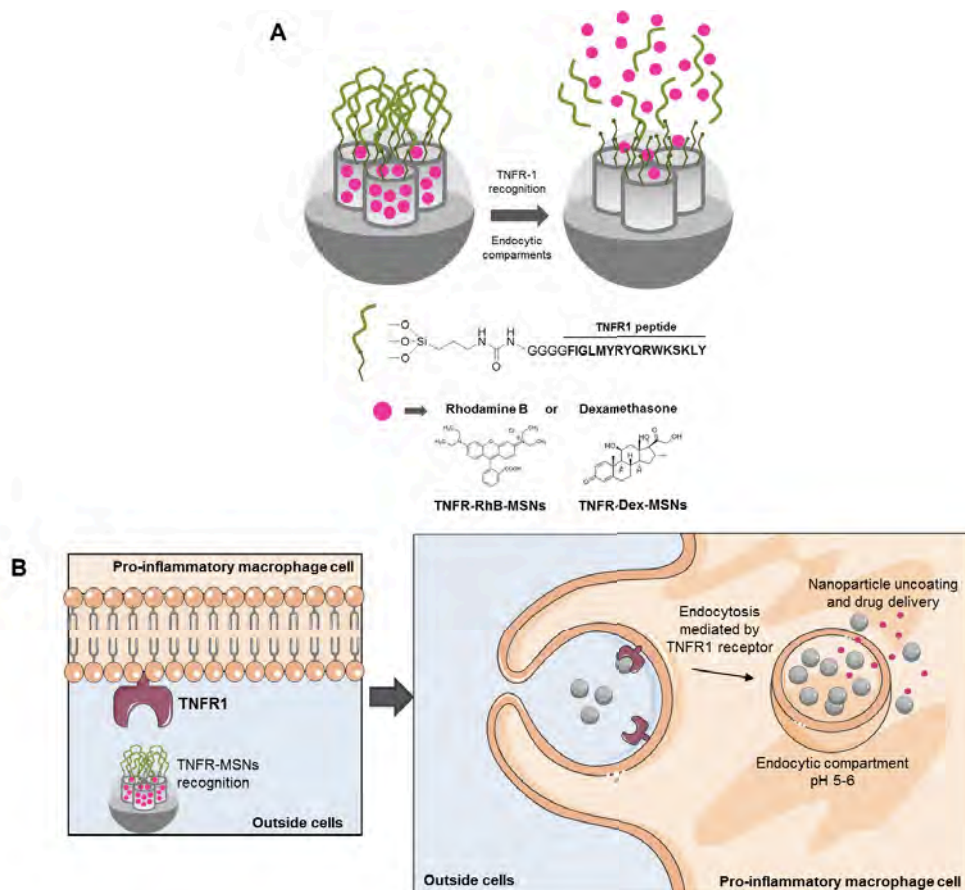 A
TNFR-1
recognition
Endocytic
comparments
TNFR1 peptide
O
O
O
Si
H
N
H
N
O
GGGGFIGLMYRYQRWKSKLY
Rhodamine B or Dexamethasone
TNFR-RhB-MSNs TNFR-Dex-MSNs
B
Pro-inflammatory macrophage cell
TNFR1
TNFR-MSNs
recognition
Outside cells
Endocytosis
mediated by
TNFR1 receptor
Nanoparticle uncoating
and drug delivery
Endocytic compartment
pH 5-6
Outside cells
Pro-inflammatory macrophage cell